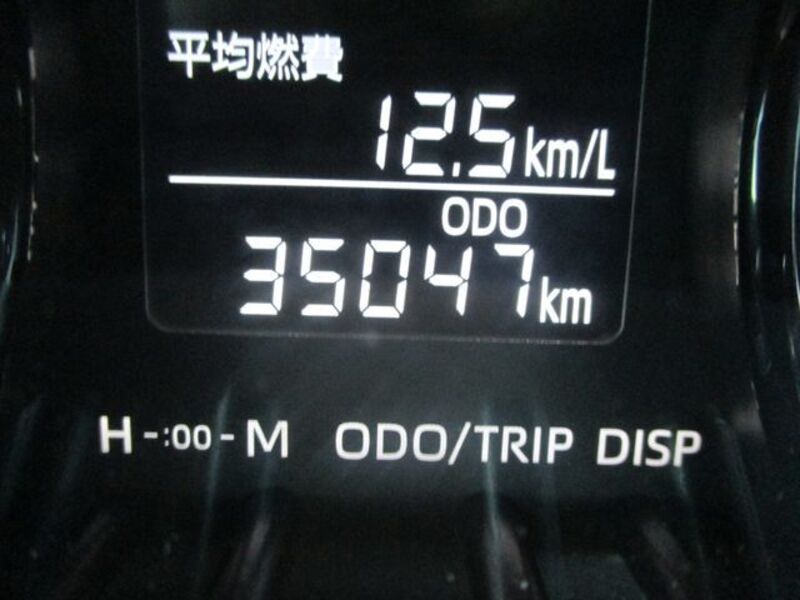 平均燃費
12.5km/L
ODO
35047km
H -:00- M ODO/TRIP DISP